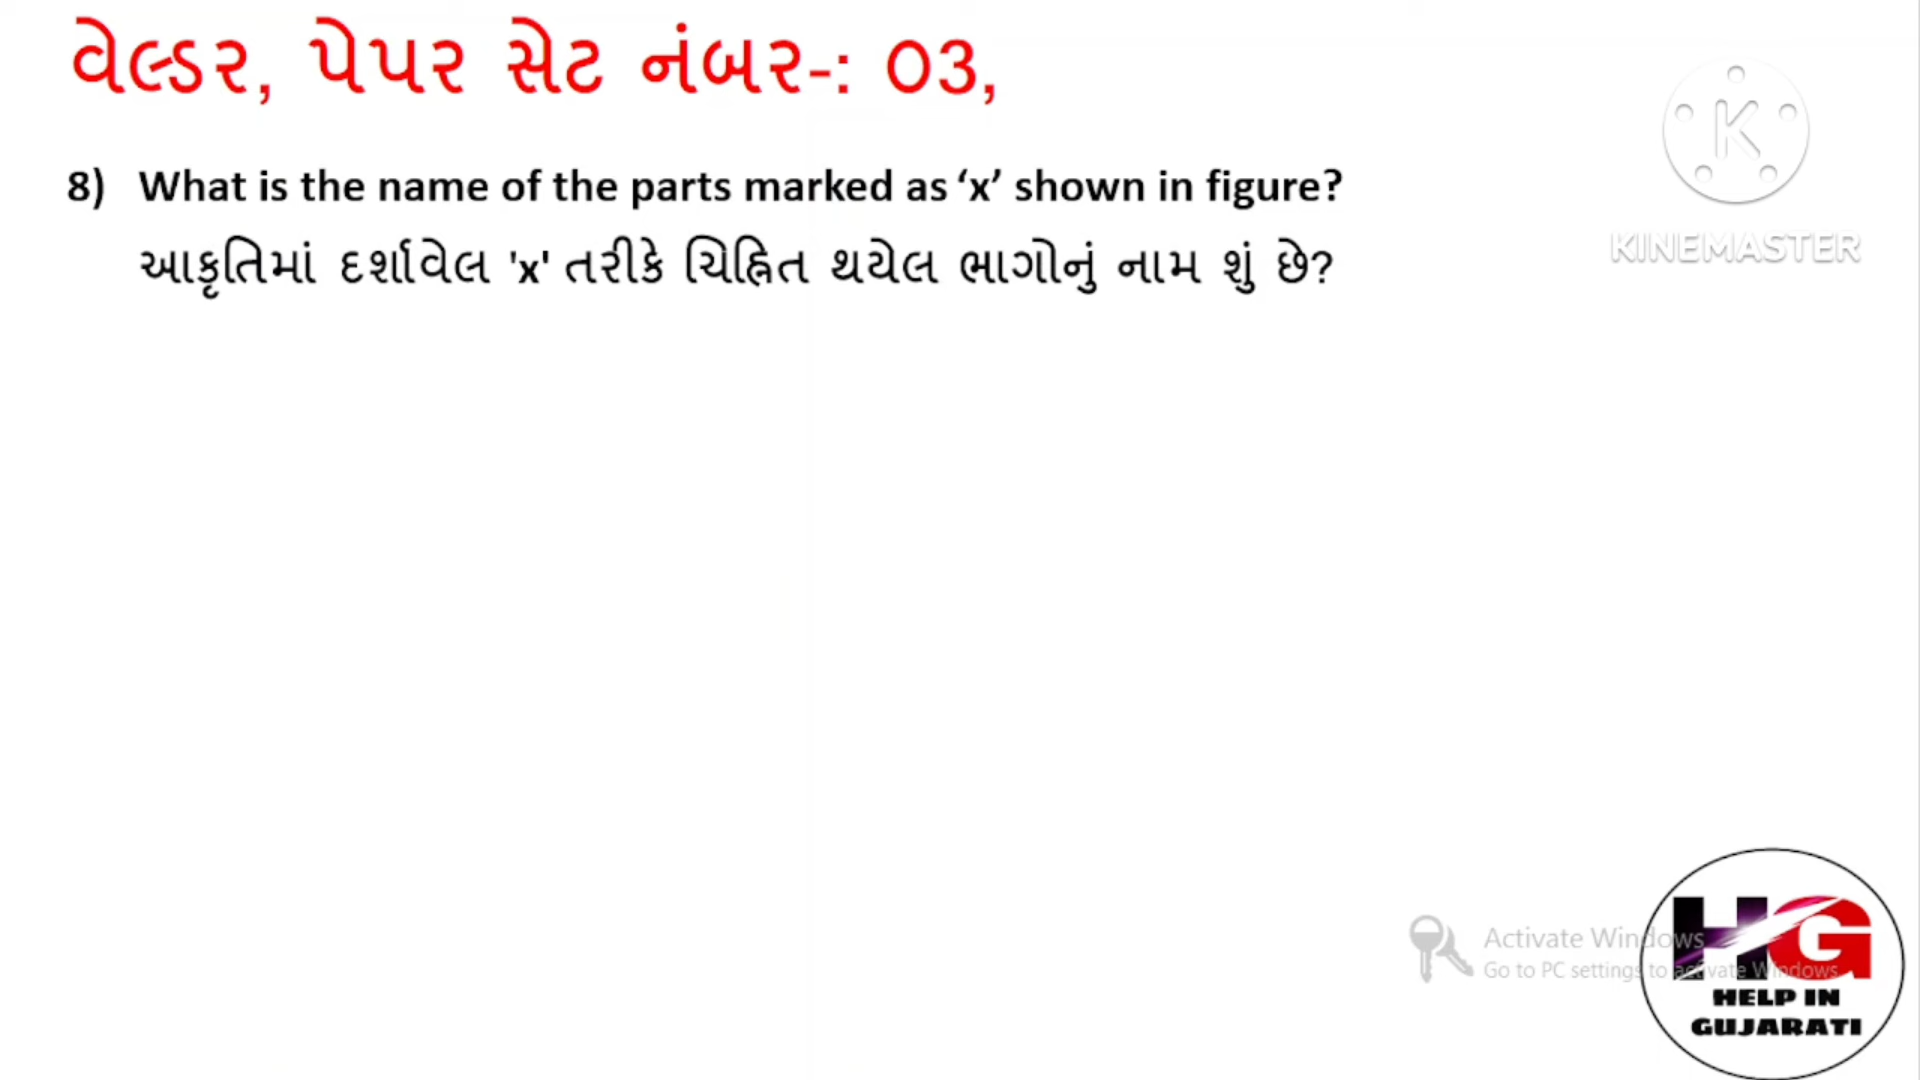 વેલ્ડર, પેપર સેટ નંબર-: 03,
8) What is the name of the parts marked as ‘x’ shown in figure?
આકૃતિમાં દર્શાવેલ 'x' તરીકે ચિહ્નિત થયેલ ભાગોનું નામ શું છે?
K
KINEMASTER
Activate Windows
Go to PC settings to activate Windows
HG
HELP IN
GUJARATI